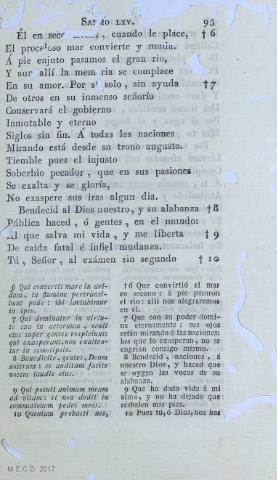 LXV. 95
Él en seco , cuando le place, †6
El proceloso mar convierte y muda.
Á pie enjuto pasamos el gran rio,
Y aun allí la mem ria se complace
En su amor. Por sí solo, sin ayuda †7
De otros en su inmenso señorío
Conservará el gobierno
Inmutable y eterno
Siglos sin fin. Á todas las naciones
Mirando está desde su trono augusto.
Tiemble pues el injusto
Soberbio pecador, que en sus pasiones
Se exalta y se gloría,
No exaspere sus iras algun dia.
Bendecid al Dios nuestro, y su alabanza †8
Pública haced, ó gentes, en el mundo:
Al que salva mi vida, y me liberta †9
De caida fatal é infiel mudanza.
Tú, Señor, al exámen sin segundo †10
6 Qui convertit mare in aridam, in flumine pertransibunt pede: ibi laetabimur in ipso.
7 Qui dominatur in virtute sua in aeternum, oculi ejus super gentes respiciunt: qui exasperant, non exaltentur in semetipsis.
8 Benedicite, gentes, Deum nostrum: et auditam facite vocem laudis ejus.
9 Qui posuit animam meam ad vitam: et non dedit in commotionem pedes meos.
10 Quoniam probasti nos,
†6 Que convirtió el mar
en secano: á pie pasaron
el rio: allí nos alegraremos
en él.
7 Que con su poder domina
eternamente: sus ojos
están mirando á las naciones:
los que lo exasperan, no se
engrian consigo mismo.
8 Bendecid, naciones, á
nuestro Dios, y haced que
se oygan las voces de su
alabanza.
9 Que ha dado vida á mi
alma, y no ha dejado que
resbalen mis pies.
10 Pues tú, ó Dios, nos has
M.E.C.D. 2017